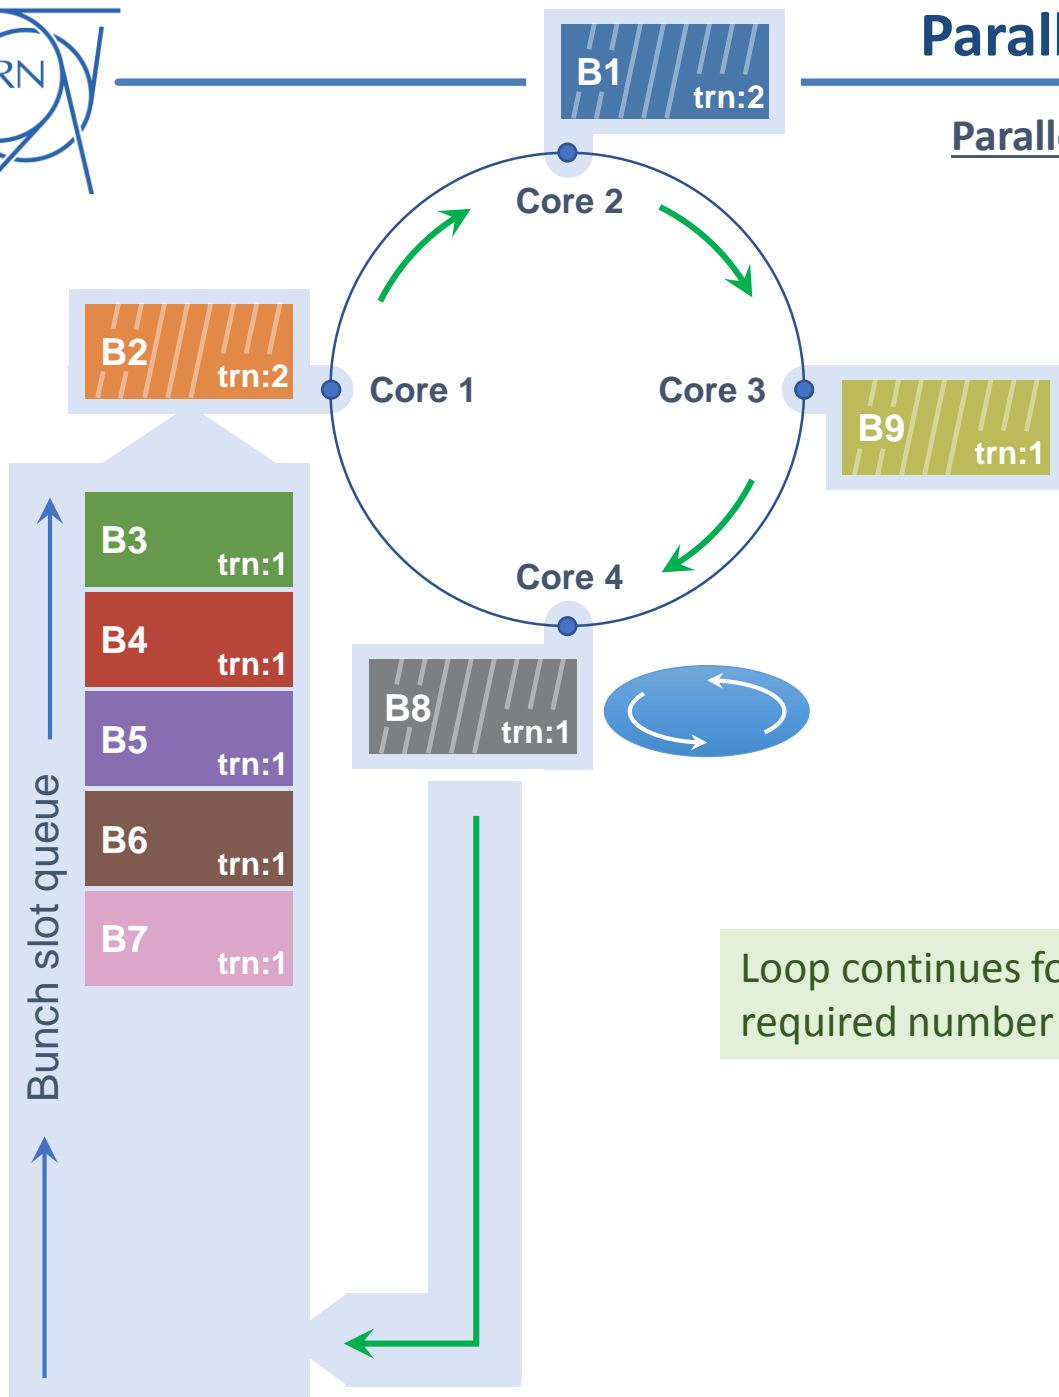 RN
Parall
Parall
B1
trn:2
Core 2
B2
trn:2
Core 1
Core 3
B9
trn:1
Core 4
B3
trn:1
B4
trn:1
B5
trn:1
B6
trn:1
B7
trn:1
B8
trn:1
Bunch slot queue
Loop continues fo
required number